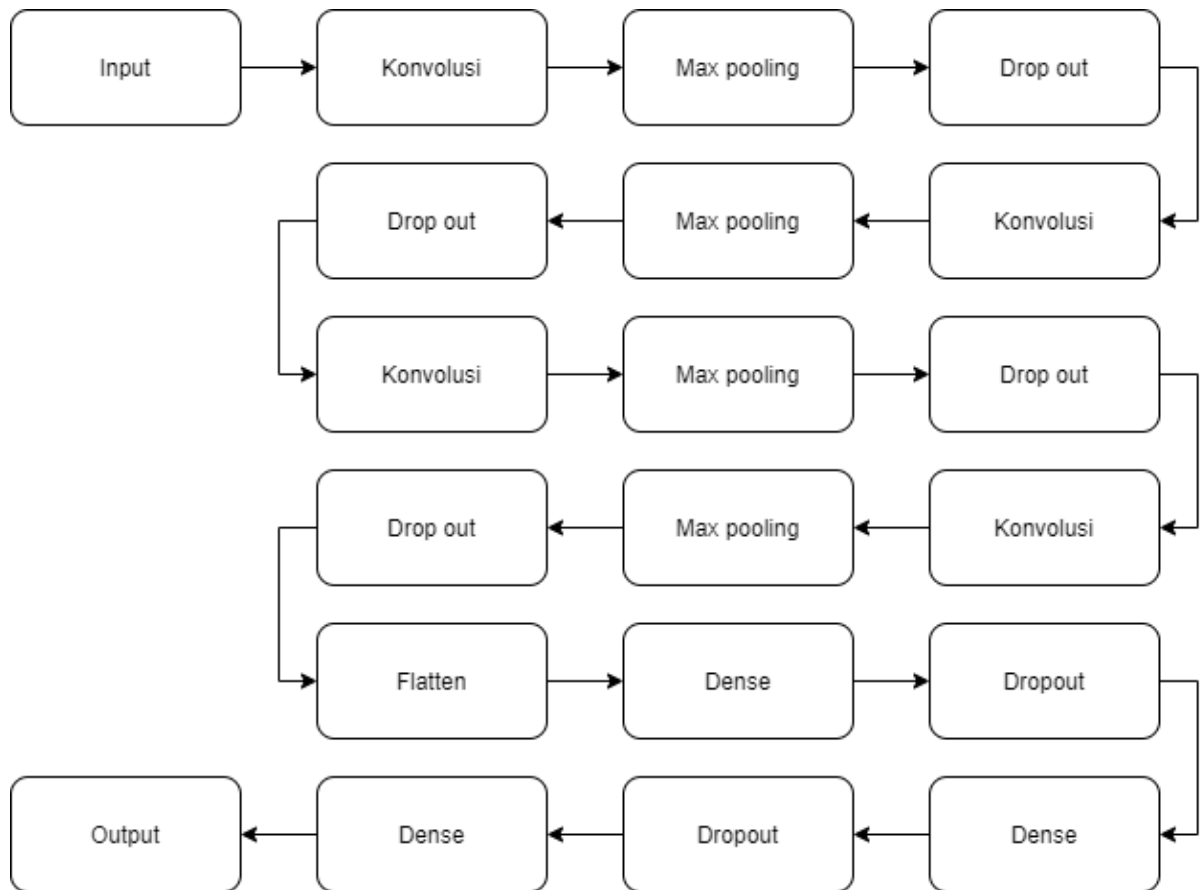 Input
Konvolusi
Max pooling
Drop out
Konvolusi
Max pooling
Drop out
Konvolusi
Max pooling
Drop out
Konvolusi
Max pooling
Drop out
Flatten
Dense
Dropout
Dense
Dropout
Dense
Output